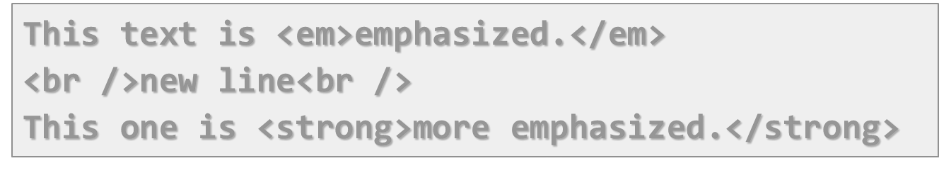 This text is <em>emphasized.</em>
<br />new line<br />
This one is <strong>more emphasized.</strong>